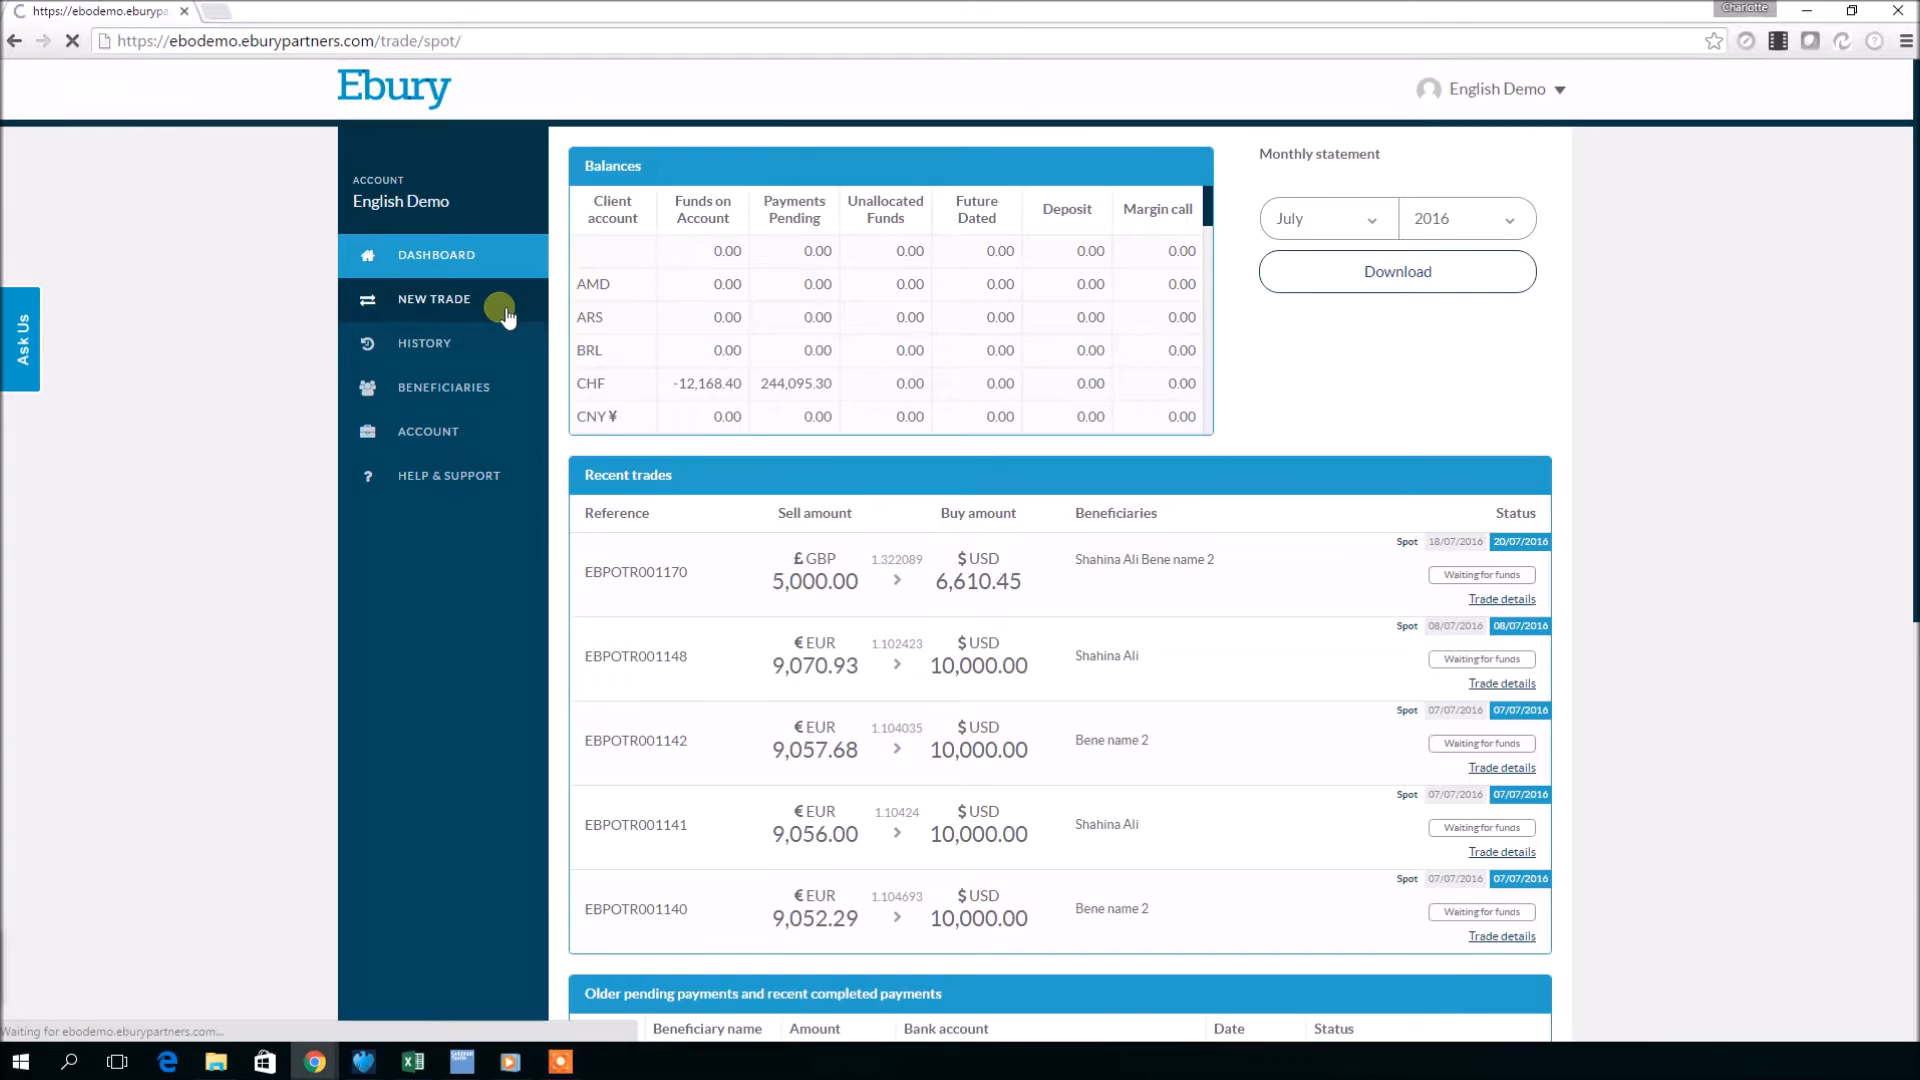 https://ebodemo.eburypa
Charlotte
https://ebodemo.eburypartners.com/trade/spot/
Ebury
English Demo
ACCOUNT
English Demo
DASHBOARD
NEW TRADE
HISTORY
BENEFICIARIES
ACCOUNT
HELP & SUPPORT
Ask Us
Balances
Client account Funds on Account Payments Pending Unallocated Funds Future Dated Deposit Margin call
0.00 0.00 0.00 0.00 0.00 0.00
AMD 0.00 0.00 0.00 0.00 0.00 0.00
ARS 0.00 0.00 0.00 0.00 0.00 0.00
BRL 0.00 0.00 0.00 0.00 0.00 0.00
CHF -12,168.40 244,095.30 0.00 0.00 0.00 0.00
CNY ¥ 0.00 0.00 0.00 0.00 0.00 0.00
Monthly statement
July 2016
Download
Recent trades
Reference Sell amount Buy amount Beneficiaries Status
Spot 18/07/2016 20/07/2016
EBPOTR001170 £ GBP 5,000.00 1.322089 > $ USD 6,610.45 Shahina Ali Bene name 2 Waiting for funds
Trade details
Spot 08/07/2016 08/07/2016
EBPOTR001148 € EUR 9,070.93 1.102423 > $ USD 10,000.00 Shahina Ali Waiting for funds
Trade details
Spot 07/07/2016 07/07/2016
EBPOTR001142 € EUR 9,057.68 1.104035 > $ USD 10,000.00 Bene name 2 Waiting for funds
Trade details
Spot 07/07/2016 07/07/2016
EBPOTR001141 € EUR 9,056.00 1.10424 > $ USD 10,000.00 Shahina Ali Waiting for funds
Trade details
Spot 07/07/2016 07/07/2016
EBPOTR001140 € EUR 9,052.29 1.104693 > $ USD 10,000.00 Bene name 2 Waiting for funds
Trade details
Older pending payments and recent completed payments
Beneficiary name Amount Bank account Date Status
Waiting for ebodemo.eburypartners.com...